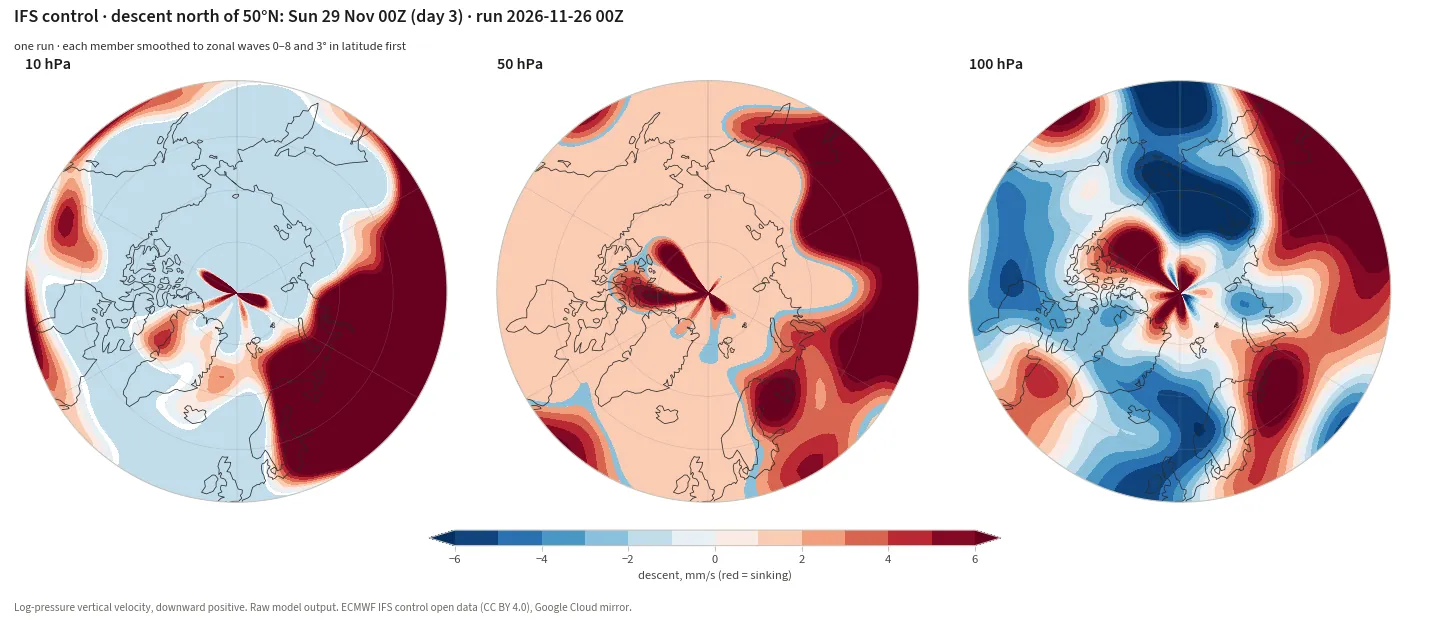 IFS control · descent north of 50°N: Sun 29 Nov 00Z (day 3) · run 2026-11-26 00Z
one run · each member smoothed to zonal waves 0–8 and 3° in latitude first
10 hPa
50 hPa
100 hPa
−6 −4 −2 0 2 4 6
descent, mm/s (red = sinking)
Log-pressure vertical velocity, downward positive. Raw model output. ECMWF IFS control open data (CC BY 4.0), Google Cloud mirror.